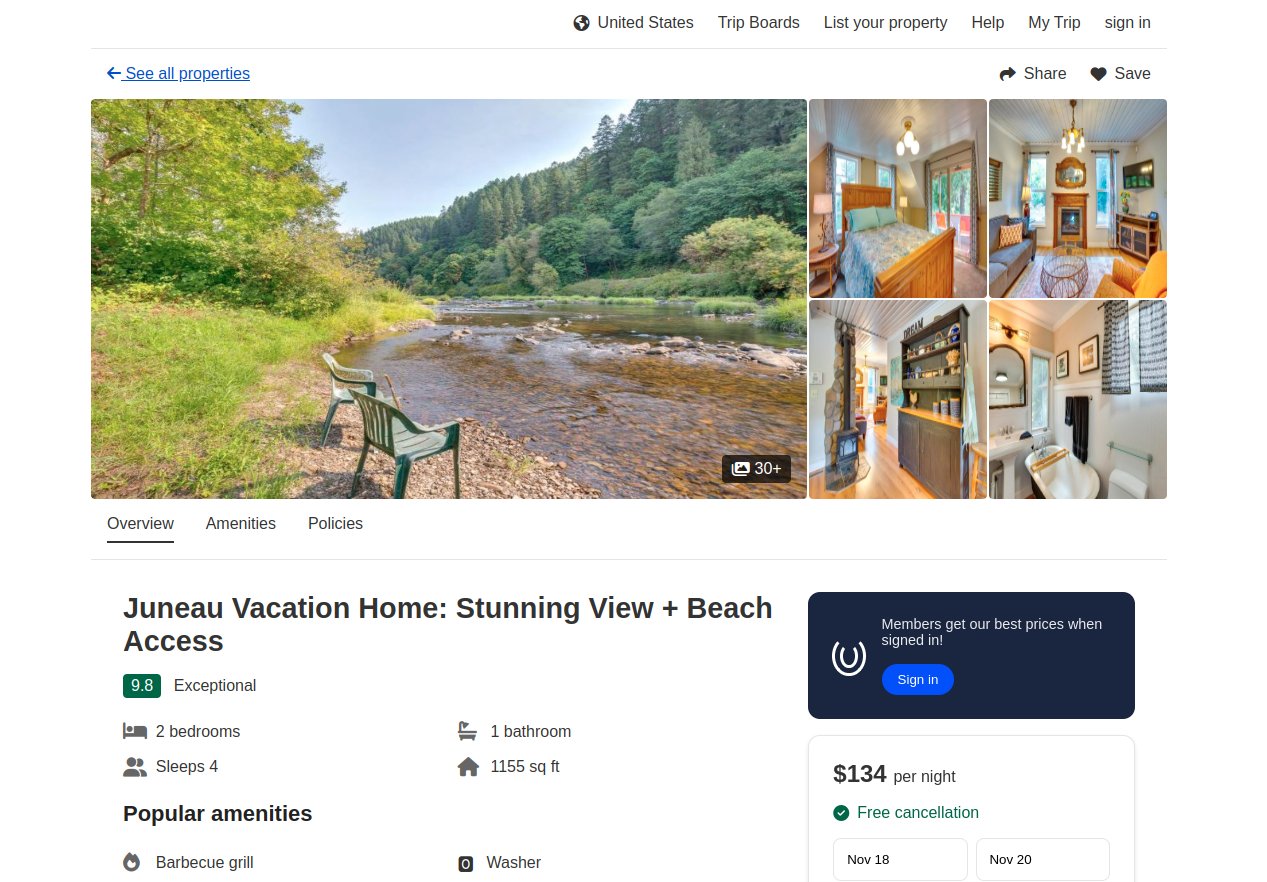 United States
Trip Boards
List your property
Help
My Trip
sign in
See all properties
Share
Save
DREAM
30+
Overview
Amenities
Policies
Juneau Vacation Home: Stunning View + Beach
Access
9.8
Exceptional
2 bedrooms
1 bathroom
Sleeps 4
1155 sq ft
Popular amenities
Barbecue grill
Washer
Members get our best prices when
signed in!
Sign in
$134 per night
Free cancellation
Nov 18
Nov 20